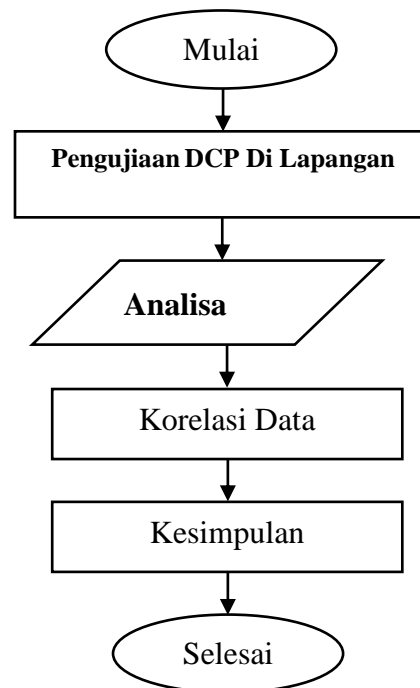 Mulai
Pengujiaan DCP Di Lapangan
Analisa
Korelasi Data
Kesimpulan
Selesai